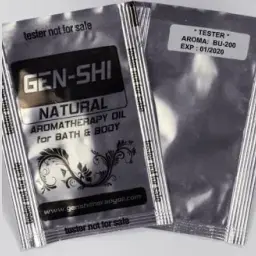 tester not for sale
GEN-SHI
NATURAL
AROMATHERAPY OIL
for BATH & BODY
tester not for sale
" TESTER "
AROMA: BU-200
EXP : 01/2020